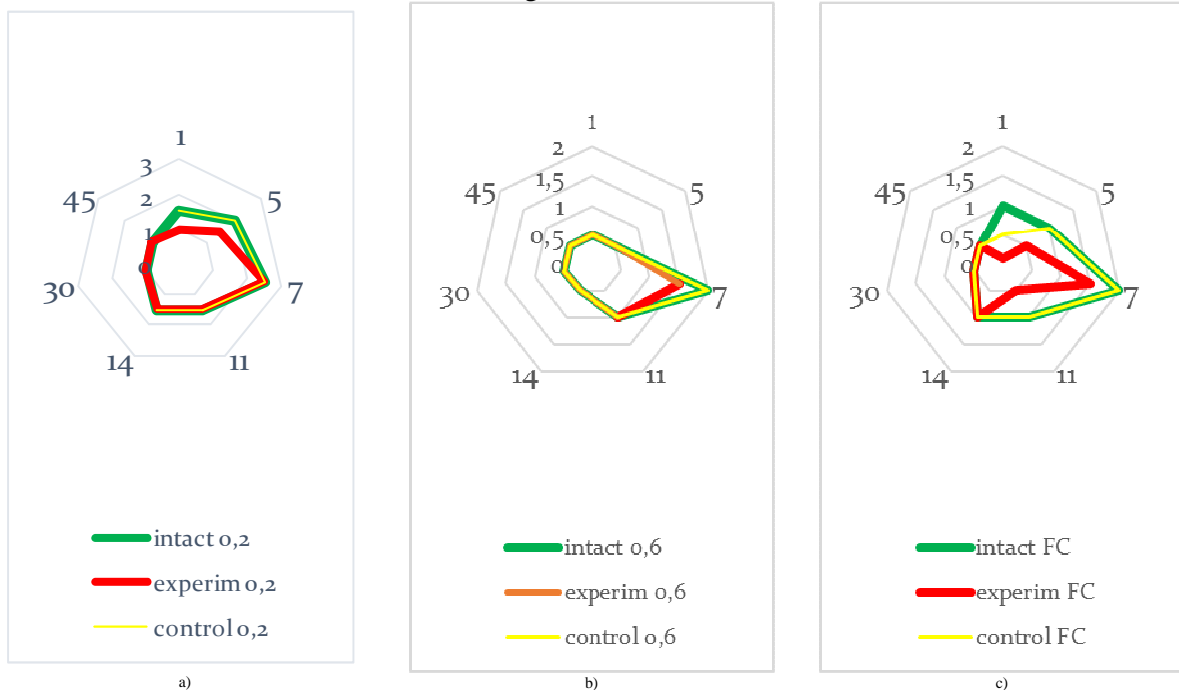 1
3
2
1
0
45
5
30
7
14
11
intact 0,2
experim 0,2
control 0,2
a)
1
2
1,5
1
0,5
0
45
5
30
7
14
11
intact 0,6
experim 0,6
control 0,6
b)
1
2
1,5
1
0,5
0
45
5
30
7
14
11
intact FC
experim FC
control FC
c)